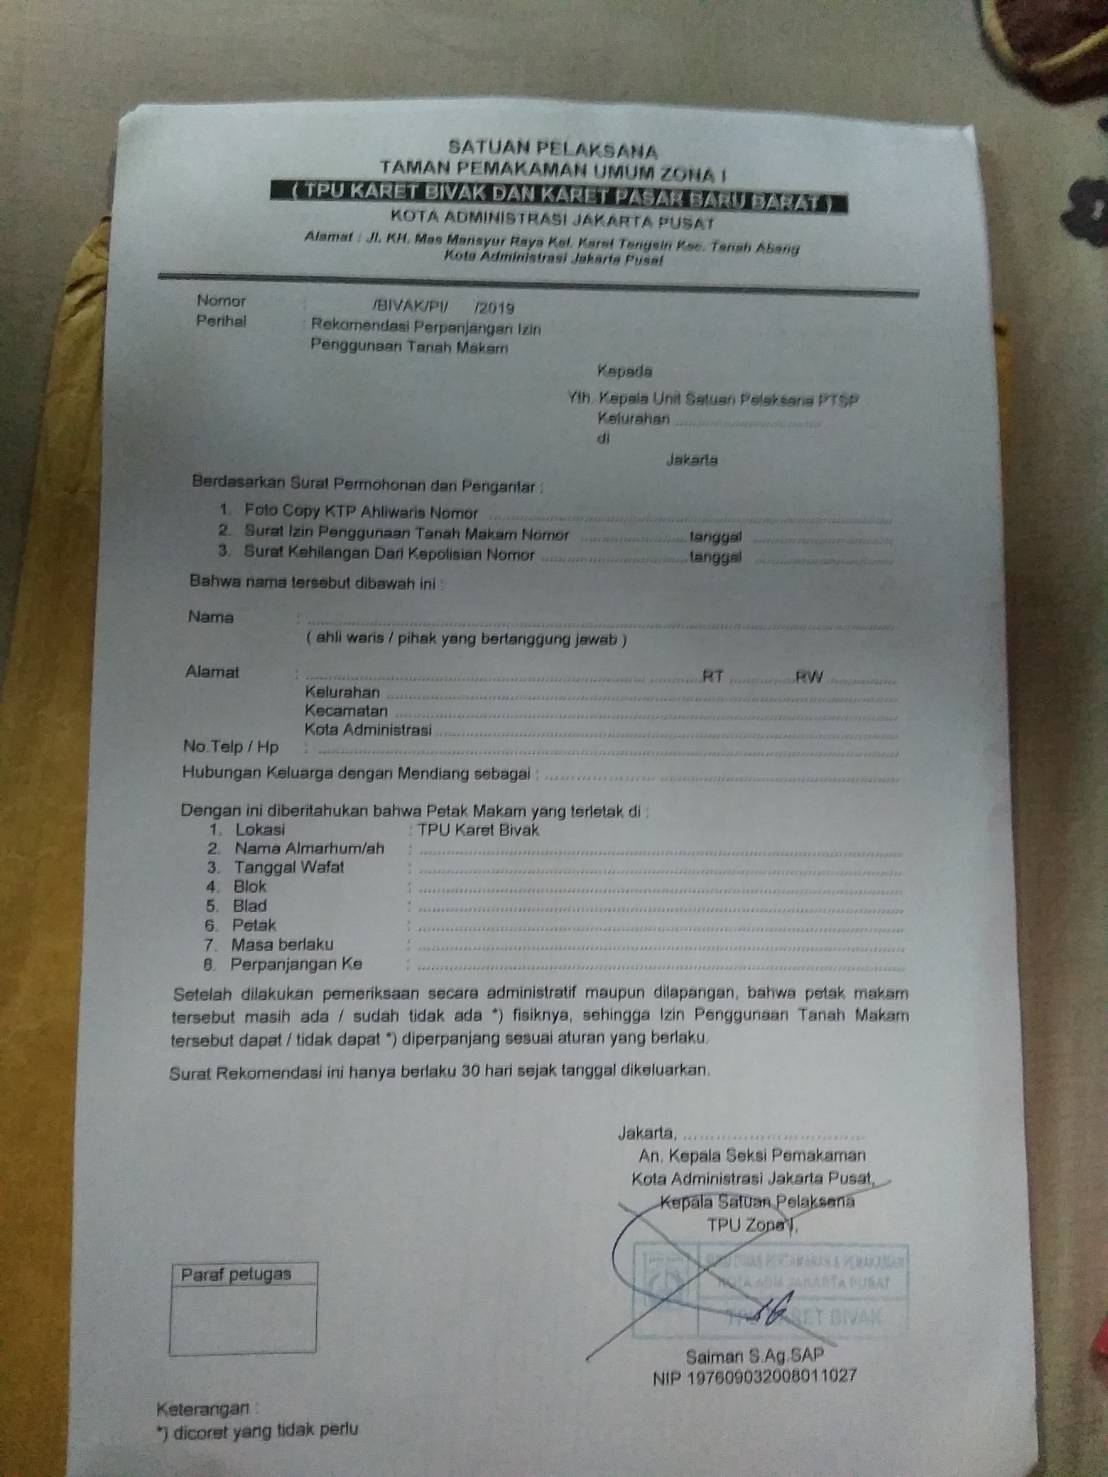 SATUAN PELAKSANA
TAMAN PEMAKAMAN UMUM ZONA I
( TPU KARET BIVAK DAN KARET PASAR BARU BARAT )
KOTA ADMINISTRASI JAKARTA PUSAT
Alamat : Jl. KH. Mas Mansyur Raya Kel. Karet Tengsin Kec. Tanah Abang
Kota Administrasi Jakarta Pusat
Nomor : /BIVAK/PI/ /2019
Perihal : Rekomendasi Perpanjangan Izin
Penggunaan Tanah Makam
Kepada
Yth. Kepala Unit Satuan Pelaksana PTSP
Kelurahan ........................
di
Jakarta
Berdasarkan Surat Permohonan dan Pengantar :
1. Foto Copy KTP Ahliwaris Nomor ........................
2. Surat Izin Penggunaan Tanah Makam Nomor ............ tanggal ............
3. Surat Kehilangan Dari Kepolisian Nomor ............ tanggal ............
Bahwa nama tersebut dibawah ini :
Nama : ........................
( ahli waris / pihak yang bertanggung jawab )
Alamat : ........................ RT ............ RW ............
Kelurahan ........................
Kecamatan ........................
Kota Administrasi ........................
No.Telp / Hp : ........................
Hubungan Keluarga dengan Mendiang sebagai : ........................
Dengan ini diberitahukan bahwa Petak Makam yang terletak di :
1. Lokasi : TPU Karet Bivak
2. Nama Almarhum/ah : ........................
3. Tanggal Wafat : ........................
4. Blok : ........................
5. Blad : ........................
6. Petak : ........................
7. Masa berlaku : ........................
8. Perpanjangan Ke : ........................
Setelah dilakukan pemeriksaan secara administratif maupun dilapangan, bahwa petak makam
tersebut masih ada / sudah tidak ada *) fisiknya, sehingga Izin Penggunaan Tanah Makam
tersebut dapat / tidak dapat *) diperpanjang sesuai aturan yang berlaku.
Surat Rekomendasi ini hanya berlaku 30 hari sejak tanggal dikeluarkan.
Jakarta, ........................
An. Kepala Seksi Pemakaman
Kota Administrasi Jakarta Pusat,
Kepala Satuan Pelaksana
TPU Zona I,
PERTAMANAN & PEMAKAMAN
KOTA ADM JAKARTA PUSAT
TPU KARET BIVAK
Paraf petugas
Saiman S.Ag.SAP
NIP 197609032008011027
Keterangan :
*) dicoret yang tidak perlu